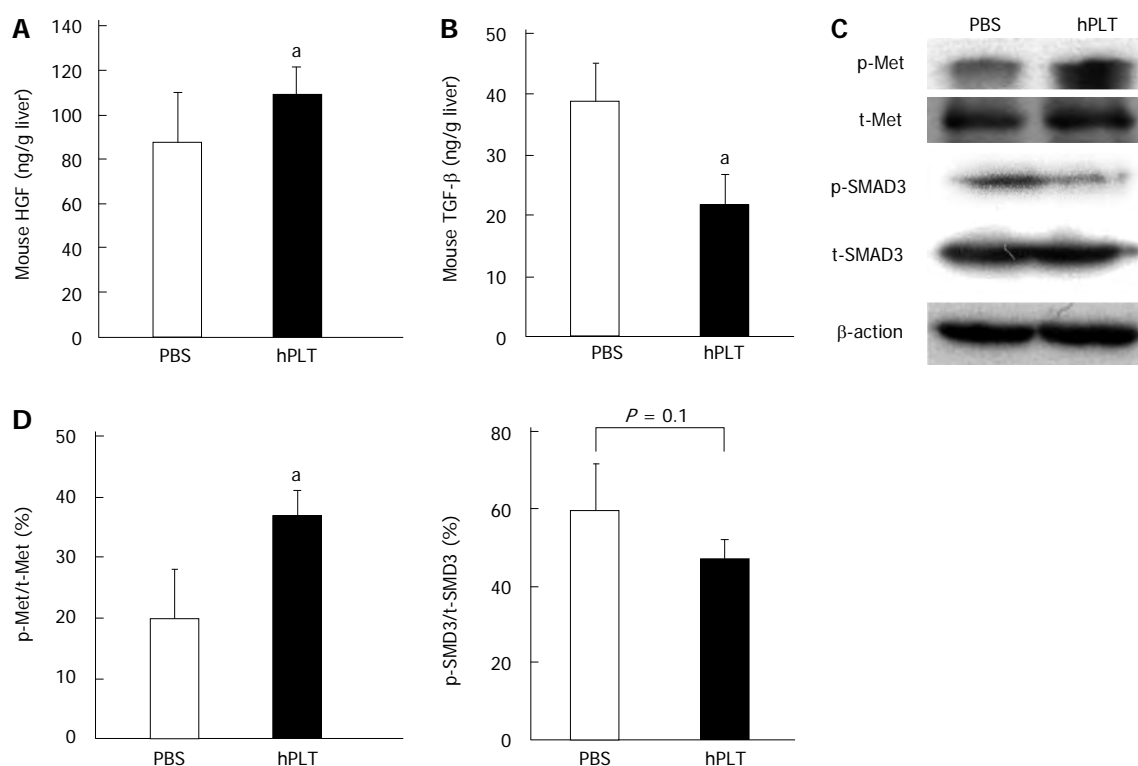 A
Mouse HGF (ng/g liver)
140
120
100
80
60
40
20
0
a
PBS hPLT
B
Mouse TGF-β (ng/g liver)
50
40
30
20
10
0
a
PBS hPLT
C
PBS hPLT
p-Met
t-Met
p-SMAD3
t-SMAD3
β-action
D
p-Met/t-Met (%)
50
40
30
20
10
0
a
PBS hPLT
p-SMD3/t-SMD3 (%)
80
60
40
20
0
P = 0.1
PBS hPLT